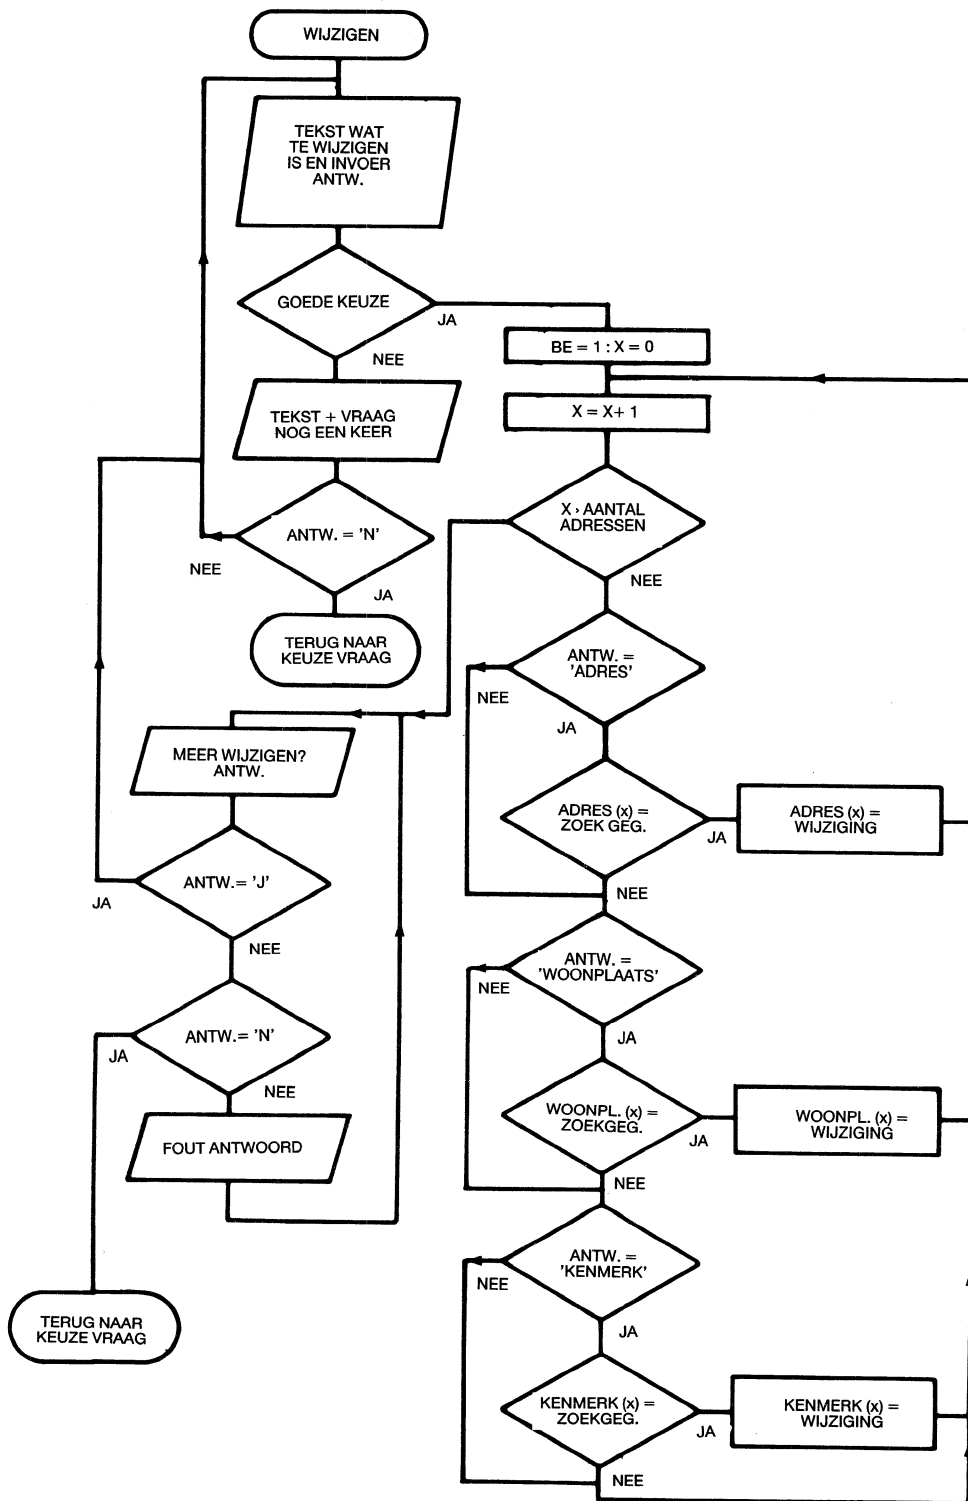 WIJZIGEN
TEKST WAT
TE WIJZIGEN
IS EN INVOER
ANTW.
GOEDE KEUZE
JA
NEE
BE = 1 : X = 0
TEKST + VRAAG
NOG EEN KEER
X = X+ 1
ANTW. = 'N'
NEE
JA
TERUG NAAR
KEUZE VRAAG
X > AANTAL
ADRESSEN
NEE
ANTW. =
'ADRES'
NEE
JA
ADRES (x) =
ZOEK GEG.
JA
NEE
ADRES (x) =
WIJZIGING
MEER WIJZIGEN?
ANTW.
ANTW.= 'J'
JA
NEE
ANTW.= 'N'
JA
NEE
FOUT ANTWOORD
TERUG NAAR
KEUZE VRAAG
ANTW. =
'WOONPLAATS'
NEE
JA
WOONPL. (x) =
ZOEKGEG.
JA
NEE
WOONPL. (x) =
WIJZIGING
ANTW. =
'KENMERK'
NEE
JA
KENMERK (x) =
ZOEKGEG.
JA
NEE
KENMERK (x) =
WIJZIGING